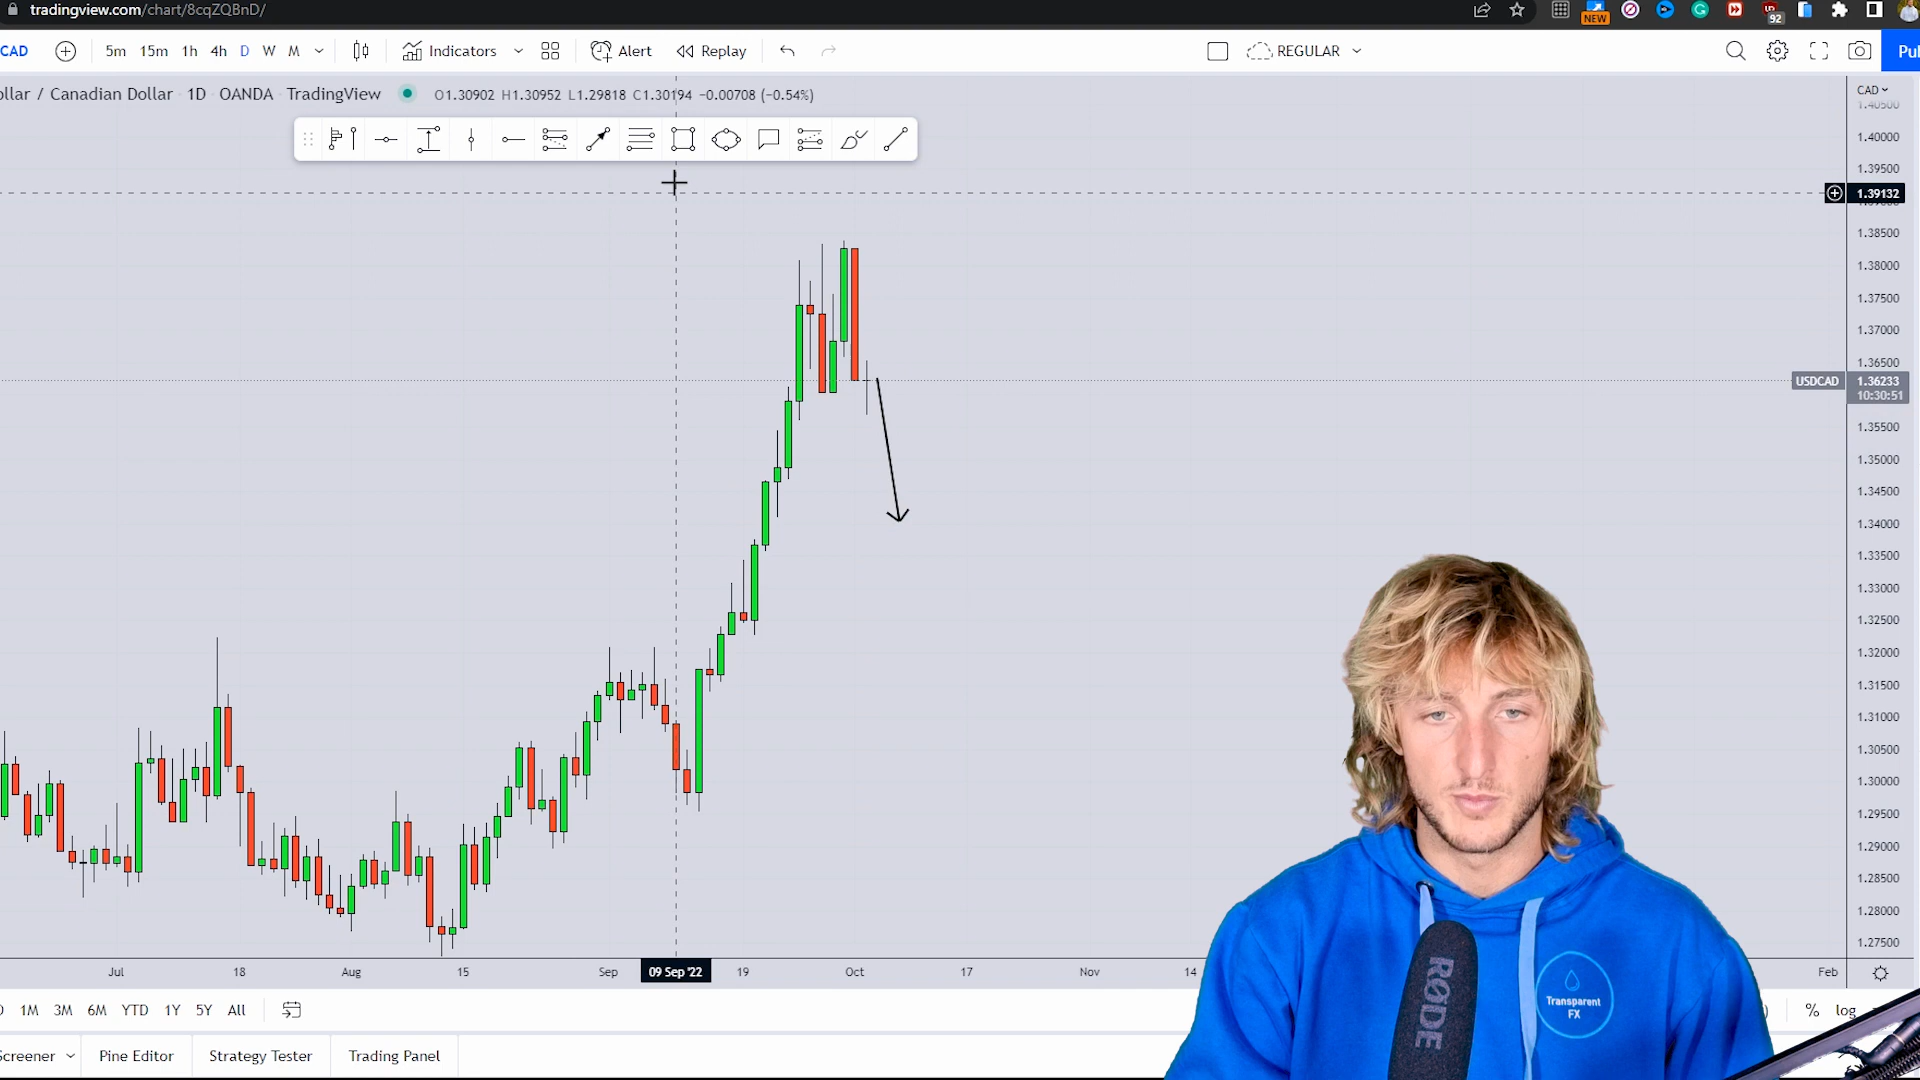 tradingview.com/chart/8cqZQBnD/
NEW
92
CAD
5m 15m 1h 4h D W M
Indicators
Alert
Replay
REGULAR
ollar / Canadian Dollar 1D OANDA TradingView
O1.30902 H1.30952 L1.29818 C1.30194 −0.00708 (−0.54%)
CAD
1.40500
1.40000
1.39500
1.39132
1.38500
1.38000
1.37500
1.37000
1.36500
USDCAD
1.36233
10:30:51
1.35500
1.35000
1.34500
1.34000
1.33500
1.33000
1.32500
1.32000
1.31500
1.31000
1.30500
1.30000
1.29500
1.29000
1.28500
1.28000
1.27500
Jul 18 Aug 15 Sep 09 Sep '22 19 Oct 17 Nov 14 Feb
1M 3M 6M YTD 1Y 5Y All
% log
Screener Pine Editor Strategy Tester Trading Panel
RØDE
Transparent
FX